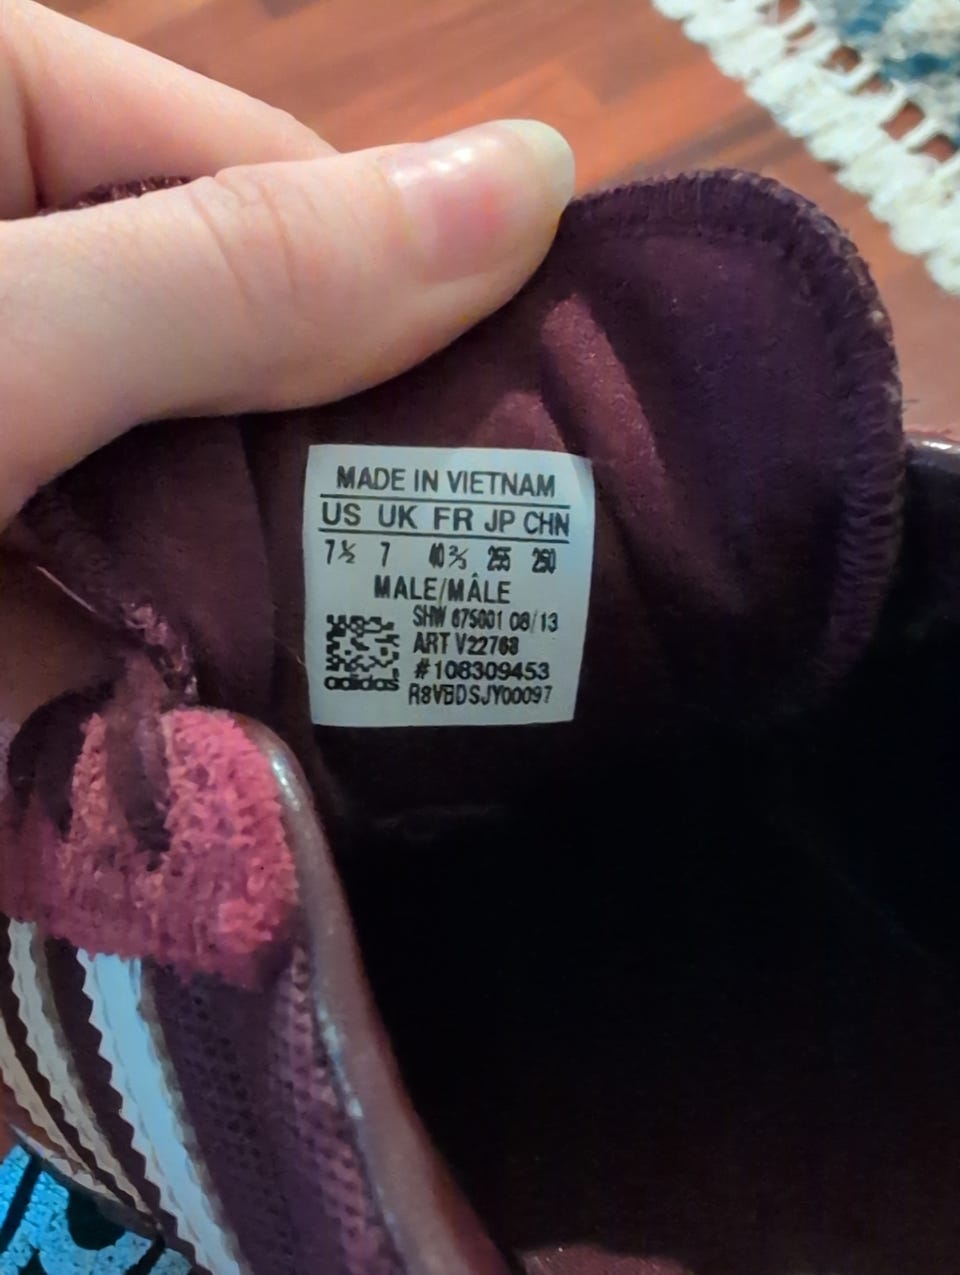 MADE IN VIETNAM
US UK FR JP CHN
7½ 7 40⅔ 255 250
MALE/MÂLE
SHW 675001 08/13
ART V22768
#108309453
adidas R8VBDSJY00097